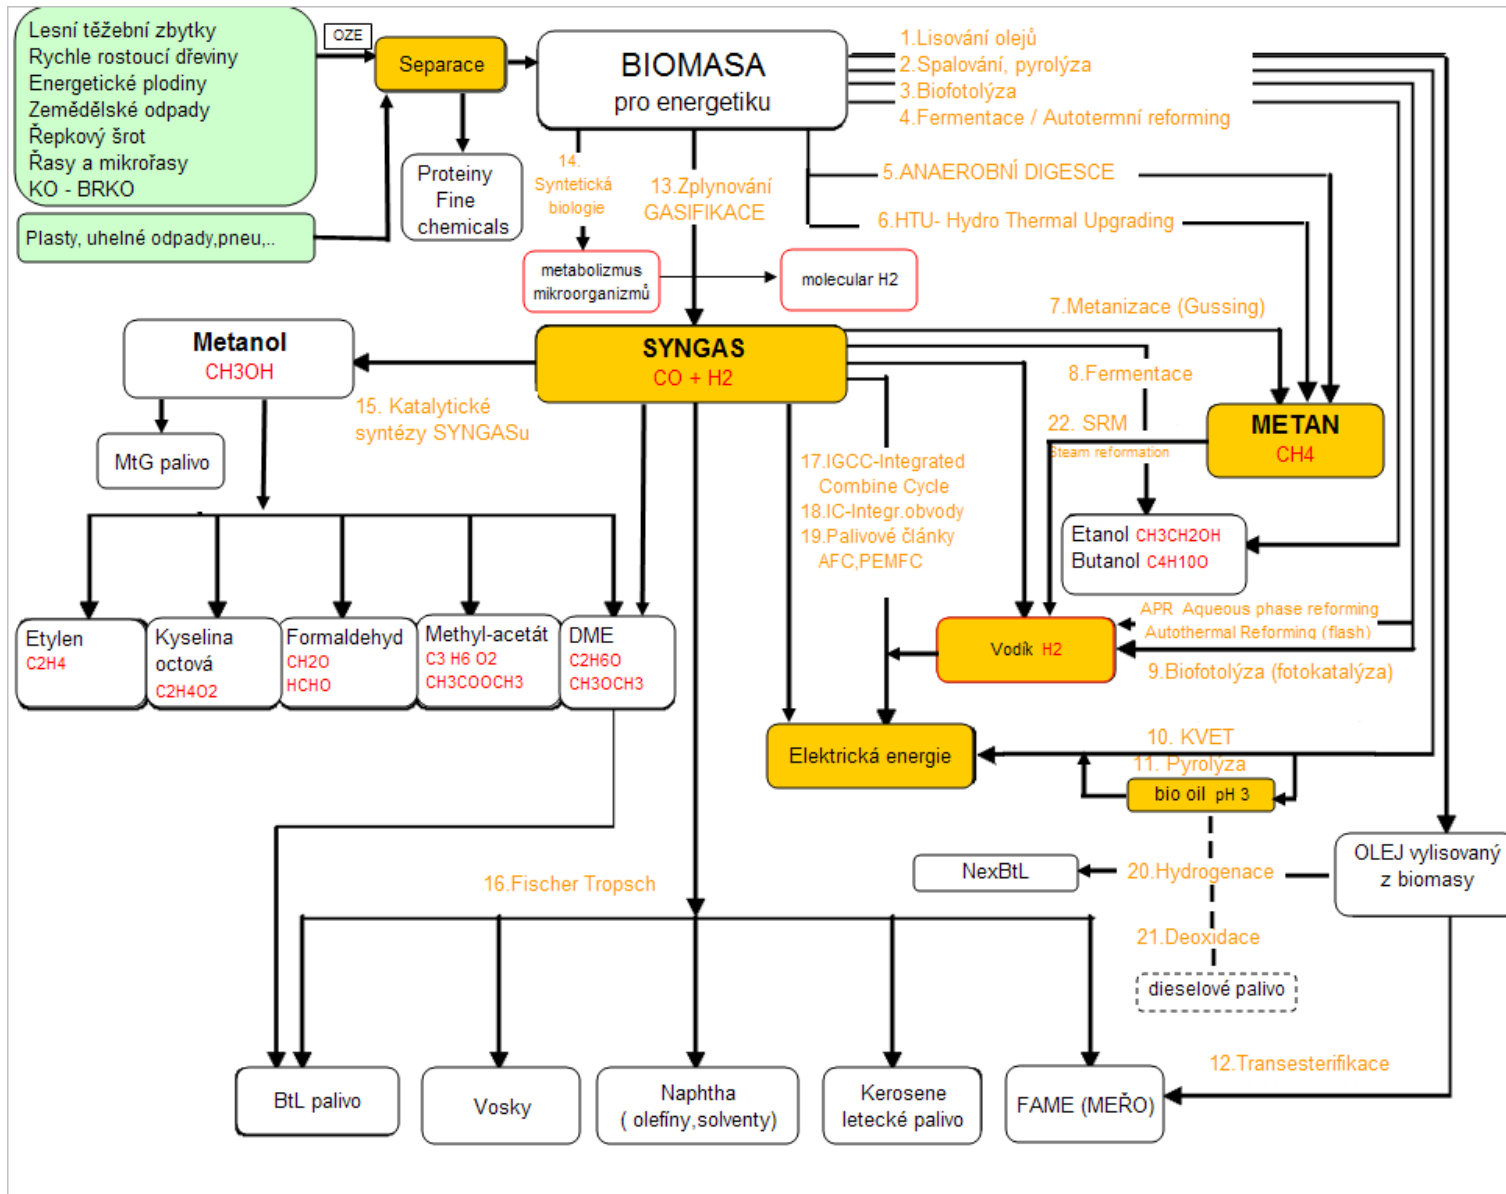 Lesní těžební zbytky
Rychle rostoucí dřeviny
Energetické plodiny
Zemědělské odpady
Řepkový šrot
Řasy a mikrořasy
KO - BRKO
Plasty, uhelné odpady,pneu,..
OZE
Separace
Proteiny
Fine
chemicals
BIOMASA
pro energetiku
1.Lisování olejů
2.Spalování, pyrolýza
3.Biofotolýza
4.Fermentace / Autotermní reforming
5.ANAEROBNÍ DIGESCE
6.HTU- Hydro Thermal Upgrading
14.
Syntetická
biologie
13.Zplynování
GASIFIKACE
metabolizmus
mikroorganizmů
molecular H2
7.Metanizace (Gussing)
Metanol
CH3OH
SYNGAS
CO + H2
8.Fermentace
15. Katalytické
syntézy SYNGASu
22. SRM
Steam reformation
METAN
CH4
MtG palivo
17.IGCC-Integrated
Combine Cycle
18.IC-Integr.obvody
19.Palivové články
AFC,PEMFC
Etanol CH3CH2OH
Butanol C4H10O
Etylen
C2H4
Kyselina
octová
C2H4O2
Formaldehyd
CH2O
HCHO
Methyl-acetát
C3 H6 O2
CH3COOCH3
DME
C2H6O
CH3OCH3
Vodík H2
APR Aqueous phase reforming
Autothermal Reforming (flash)
9.Biofotolýza (fotokatalýza)
Elektrická energie
10. KVET
11. Pyrolýza
bio oil pH 3
OLEJ vylisovaný
z biomasy
NexBtL
20.Hydrogenace
16.Fischer Tropsch
21.Deoxidace
dieselové palivo
12.Transesterifikace
BtL palivo
Vosky
Naphtha
( olefíny,solventy)
Kerosene
letecké palivo
FAME (MEŘO)